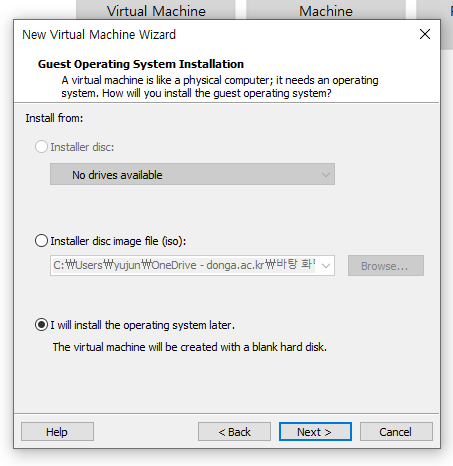 Virtual Machine
Machine
New Virtual Machine Wizard
Guest Operating System Installation
A virtual machine is like a physical computer; it needs an operating
system. How will you install the guest operating system?
Install from:
Installer disc:
No drives available
Installer disc image file (iso):
C:₩Users₩yujun₩OneDrive - donga.ac.kr₩바탕
Browse...
I will install the operating system later.
The virtual machine will be created with a blank hard disk.
Help
< Back
Next >
Cancel